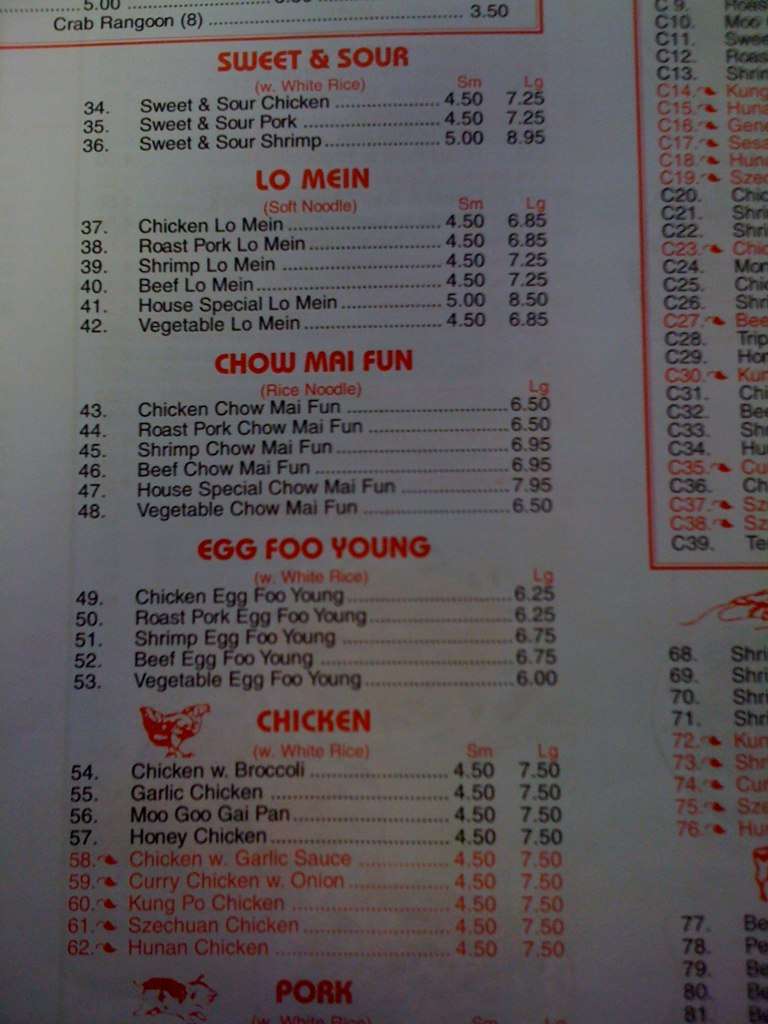 5.00
Crab Rangoon (8) 3.50
SWEET & SOUR
(w. White Rice) Sm Lg
34. Sweet & Sour Chicken 4.50 7.25
35. Sweet & Sour Pork 4.50 7.25
36. Sweet & Sour Shrimp 5.00 8.95
LO MEIN
(Soft Noodle) Sm Lg
37. Chicken Lo Mein 4.50 6.85
38. Roast Pork Lo Mein 4.50 6.85
39. Shrimp Lo Mein 4.50 7.25
40. Beef Lo Mein 4.50 7.25
41. House Special Lo Mein 5.00 8.50
42. Vegetable Lo Mein 4.50 6.85
CHOW MAI FUN
(Rice Noodle) Lg
43. Chicken Chow Mai Fun 6.50
44. Roast Pork Chow Mai Fun 6.50
45. Shrimp Chow Mai Fun 6.95
46. Beef Chow Mai Fun 6.95
47. House Special Chow Mai Fun 7.95
48. Vegetable Chow Mai Fun 6.50
EGG FOO YOUNG
(w. White Rice) Lg
49. Chicken Egg Foo Young 6.25
50. Roast Pork Egg Foo Young 6.25
51. Shrimp Egg Foo Young 6.75
52. Beef Egg Foo Young 6.75
53. Vegetable Egg Foo Young 6.00
CHICKEN
(w. White Rice) Sm Lg
54. Chicken w. Broccoli 4.50 7.50
55. Garlic Chicken 4.50 7.50
56. Moo Goo Gai Pan 4.50 7.50
57. Honey Chicken 4.50 7.50
58. Chicken w. Garlic Sauce 4.50 7.50
59. Curry Chicken w. Onion 4.50 7.50
60. Kung Po Chicken 4.50 7.50
61. Szechuan Chicken 4.50 7.50
62. Hunan Chicken 4.50 7.50
PORK
(w. White Rice) Sm Lg
C 9.
C10. Moo
C11.
C12.
C13.
C14. Kung
C15.
C16.
C17.
C18.
C19.
C20.
C21.
C22.
C23.
C24.
C25.
C26.
C27.
C28.
C29.
C30.
C31.
C32.
C33.
C34.
C35.
C36.
C37.
C38.
C39.
68.
69.
70.
71.
72.
73.
74.
75.
76.
77.
78.
79.
80.
81.